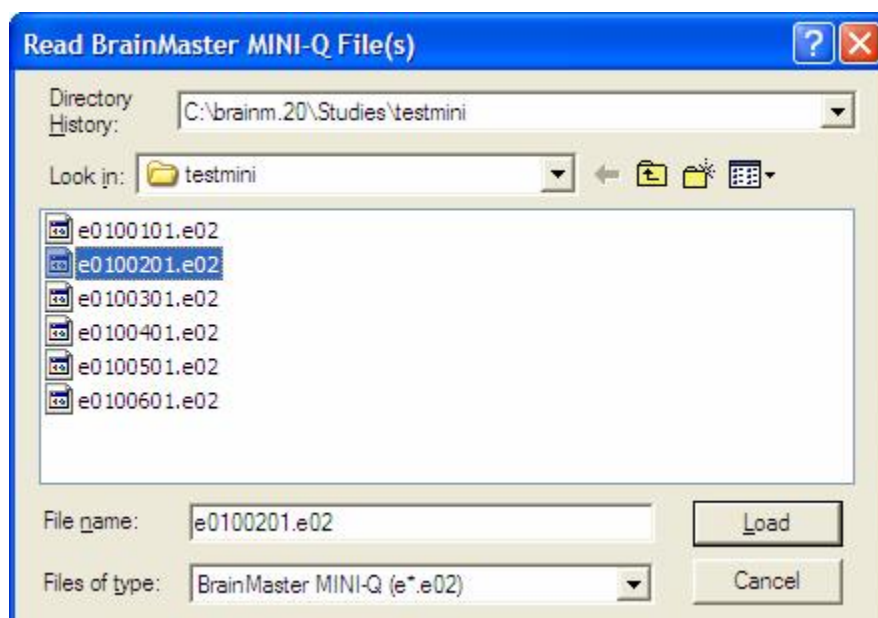 Read BrainMaster MINI-Q File(s)
Directory
History:
C:\brainm.20\Studies\testmini
Look in:
testmini
e0100101.e02
e0100201.e02
e0100301.e02
e0100401.e02
e0100501.e02
e0100601.e02
File name:
e0100201.e02
Load
Files of type:
BrainMaster MINI-Q (e*.e02)
Cancel